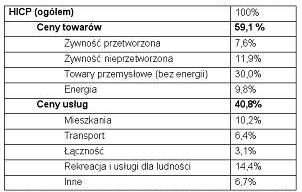 HICP (ogółem) 100%
Ceny towarów 59,1 %
Żywność przetworzona 7,6%
Żywność nieprzetworzona 11,9%
Towary przemysłowe (bez energii) 30,0%
Energia 9,6%
Ceny usług 40,8%
Mieszkania 10,2%
Transport 6,4%
Łączność 3,1%
Rekreacja i usługi dla ludności 14,4%
Inne 6,7%